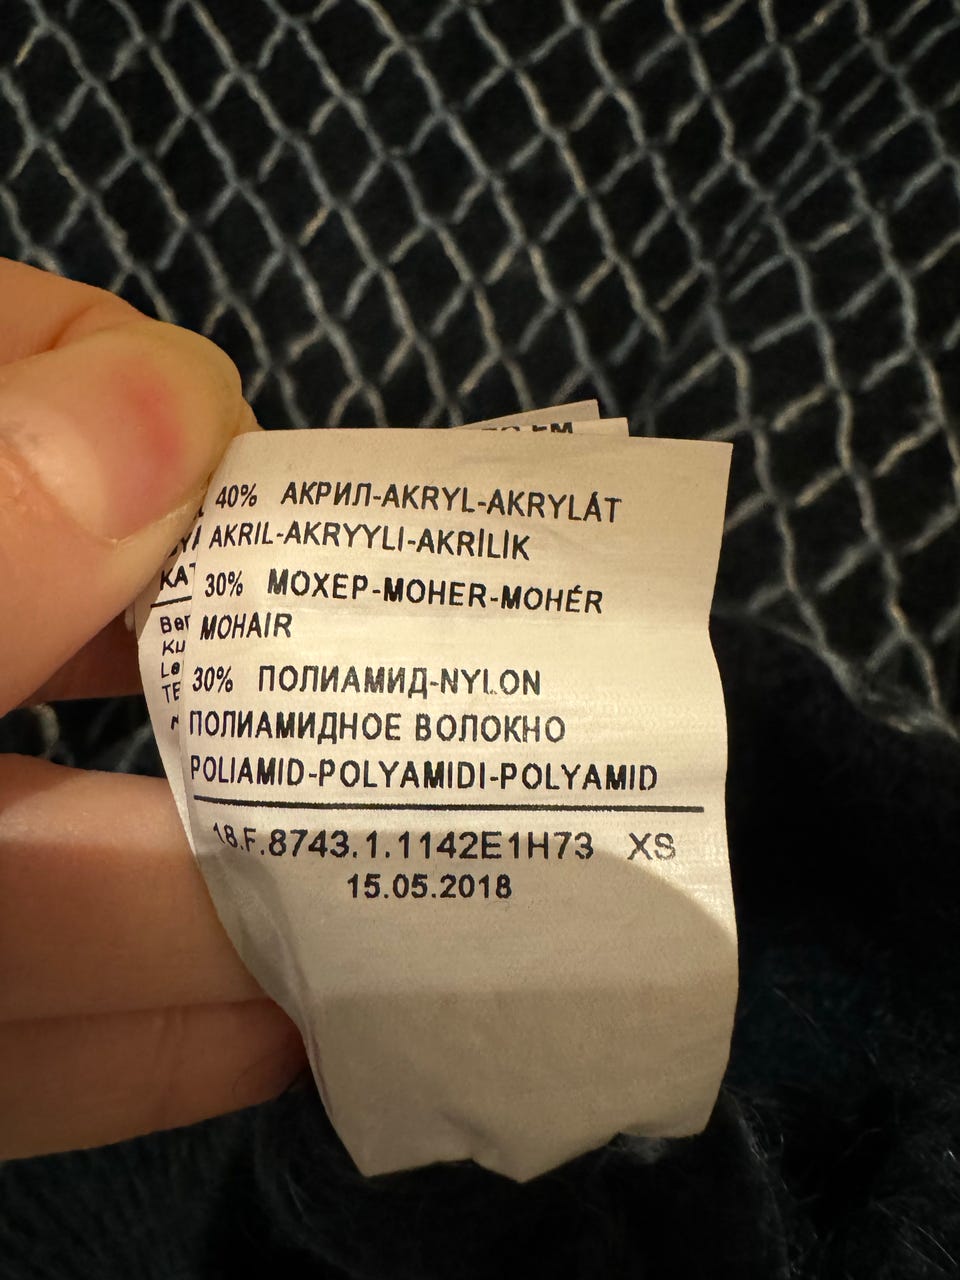 40% АКРИЛ-AKRYL-AKRYLÁT
AKRIL-AKRYYLI-AKRİLİK
30% МОХЕР-MOHER-MOHÉR
MOHAIR
30% ПОЛИАМИД-NYLON
ПОЛИАМИДНОЕ ВОЛОКНО
POLIAMID-POLYAMIDI-POLYAMID
18.F.8743.1.1142E1H73 XS
15.05.2018